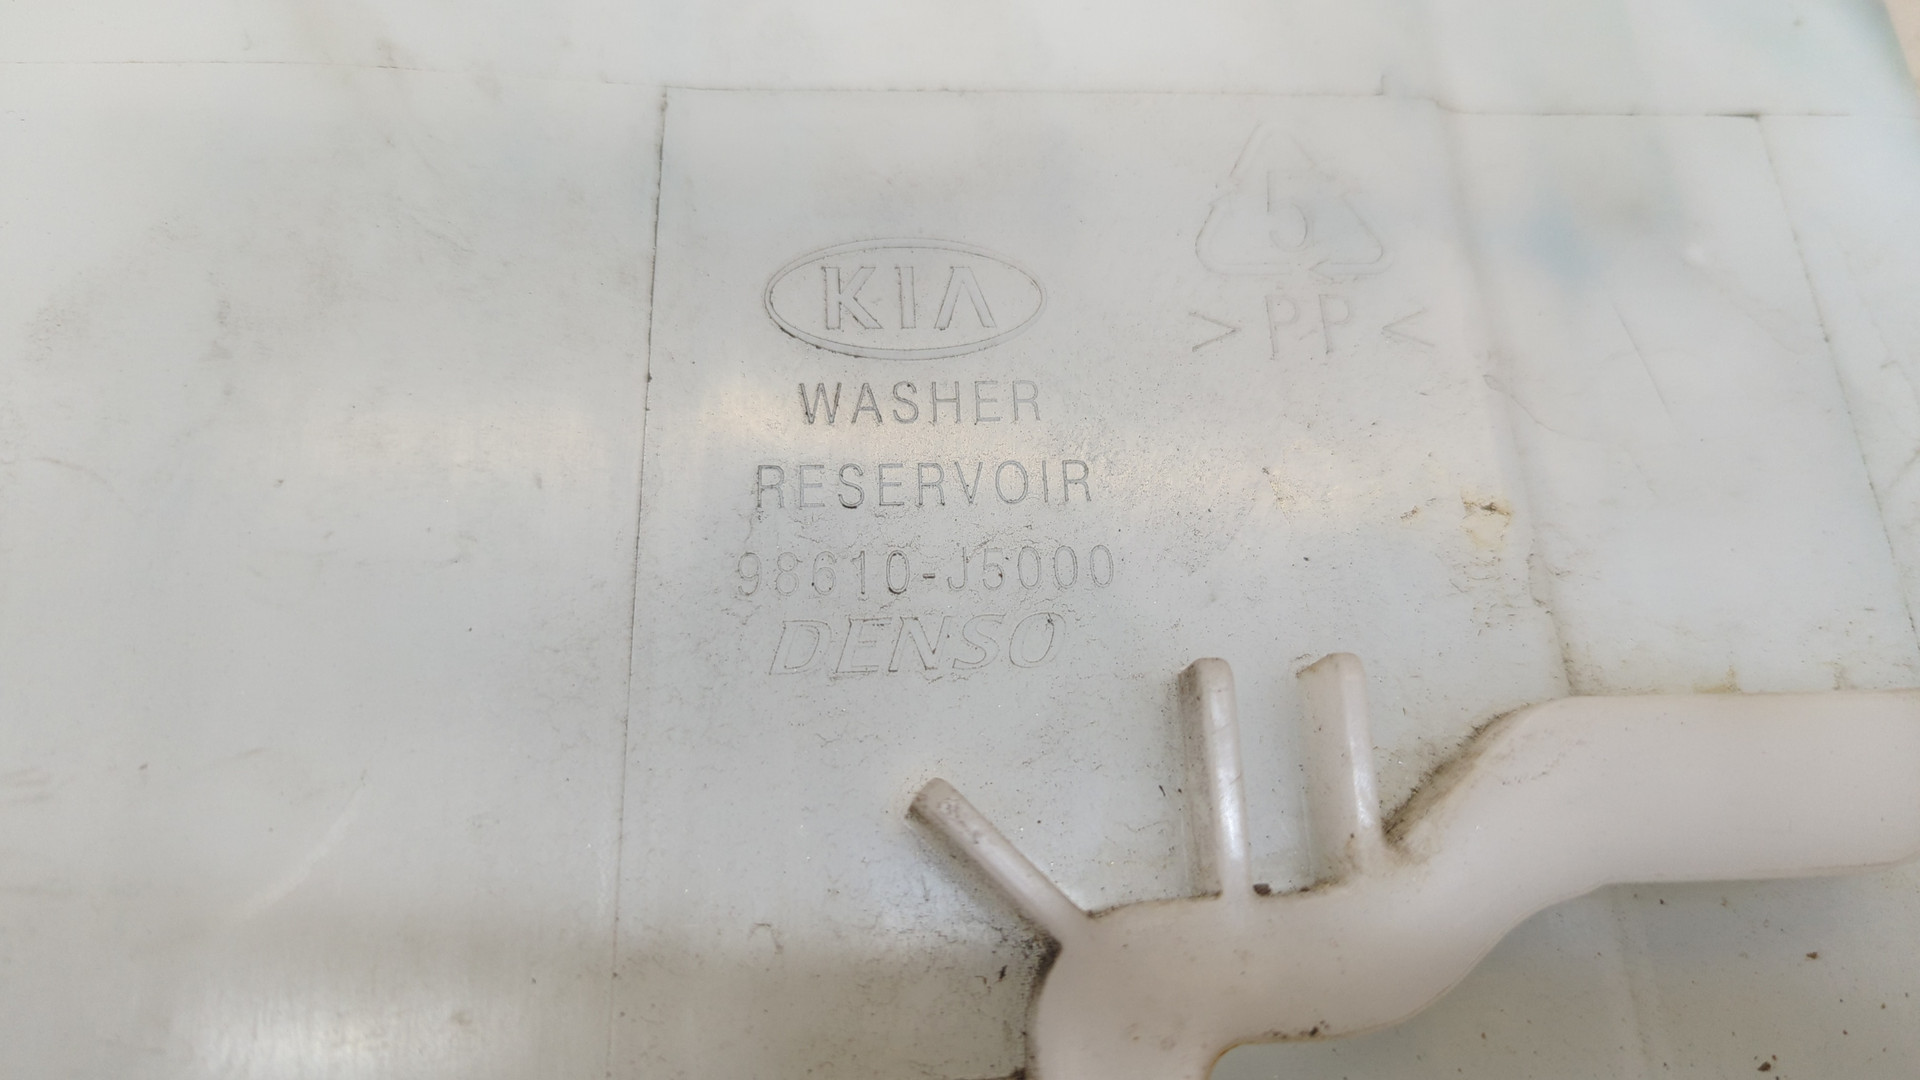 KIA
WASHER
RESERVOIR
98610-J5000
DENSO
5
>PP<